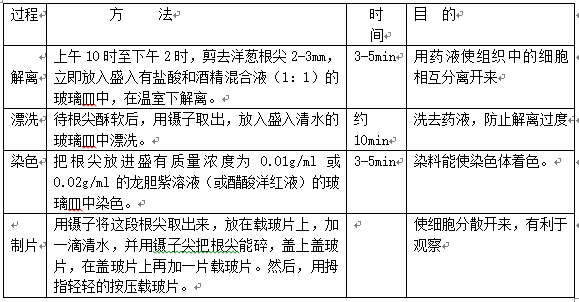 过程 方 法 时间 目 的
解离
上午 10 时至下午 2 时，剪去洋葱根尖 2-3mm，
立即放入盛入有盐酸和酒精混合液（1：1）的
玻璃皿中，在温室下解离。
3-5min
用药液使组织中的细胞
相互分离开来
漂洗
待根尖酥软后，用镊子取出，放入盛入清水的
玻璃皿中漂洗。
约
10min
洗去药液，防止解离过度
染色
把根尖放进盛有质量浓度为 0.01g/ml 或
0.02g/ml 的龙胆紫溶液（或醋酸洋红液）的玻
璃皿中染色。
3-5min
染料能使染色体着色。
制片
用镊子将这段根尖取出来，放在载玻片上，加
一滴清水，并用镊子尖把根尖能碎，盖上盖玻
片，在盖玻片上再加一片载玻片。然后，用拇
指轻轻的按压载玻片。
使细胞分散开来，有利于
观察